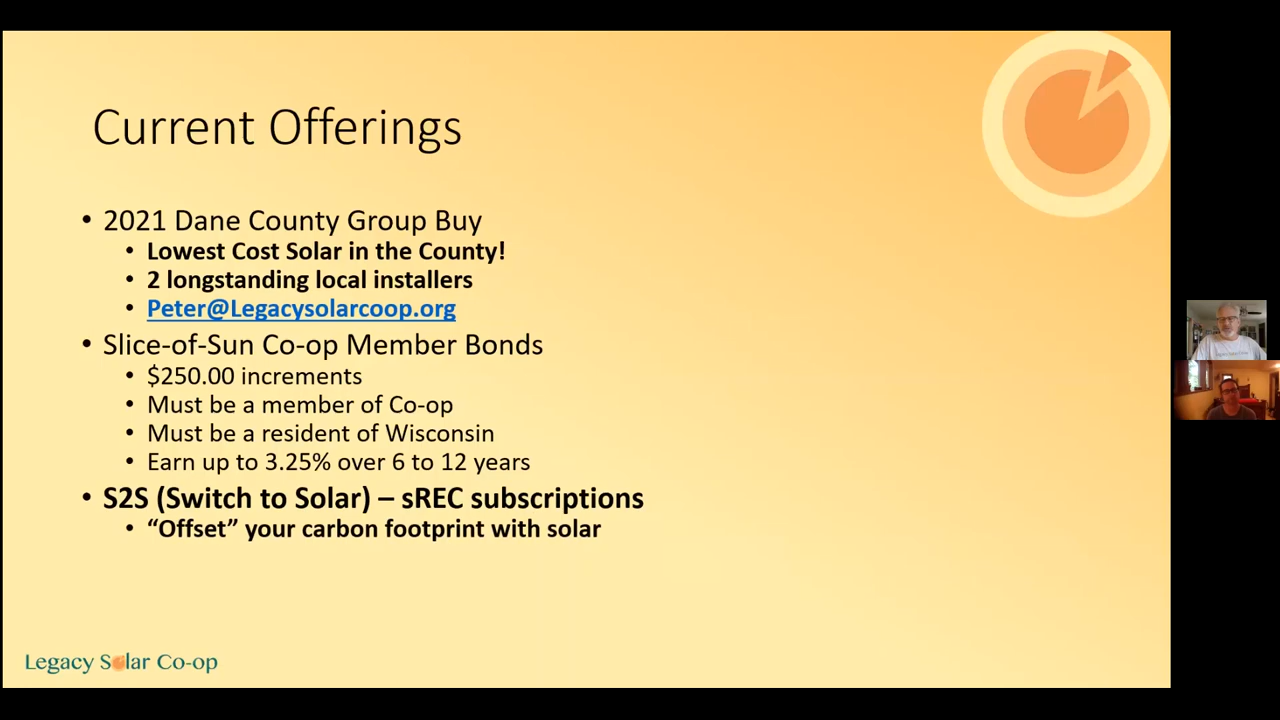 Current Offerings
• 2021 Dane County Group Buy
• Lowest Cost Solar in the County!
• 2 longstanding local installers
• Peter@Legacysolarcoop.org
• Slice-of-Sun Co-op Member Bonds
• $250.00 increments
• Must be a member of Co-op
• Must be a resident of Wisconsin
• Earn up to 3.25% over 6 to 12 years
• S2S (Switch to Solar) – sREC subscriptions
• “Offset” your carbon footprint with solar
Legacy Solar Co-op